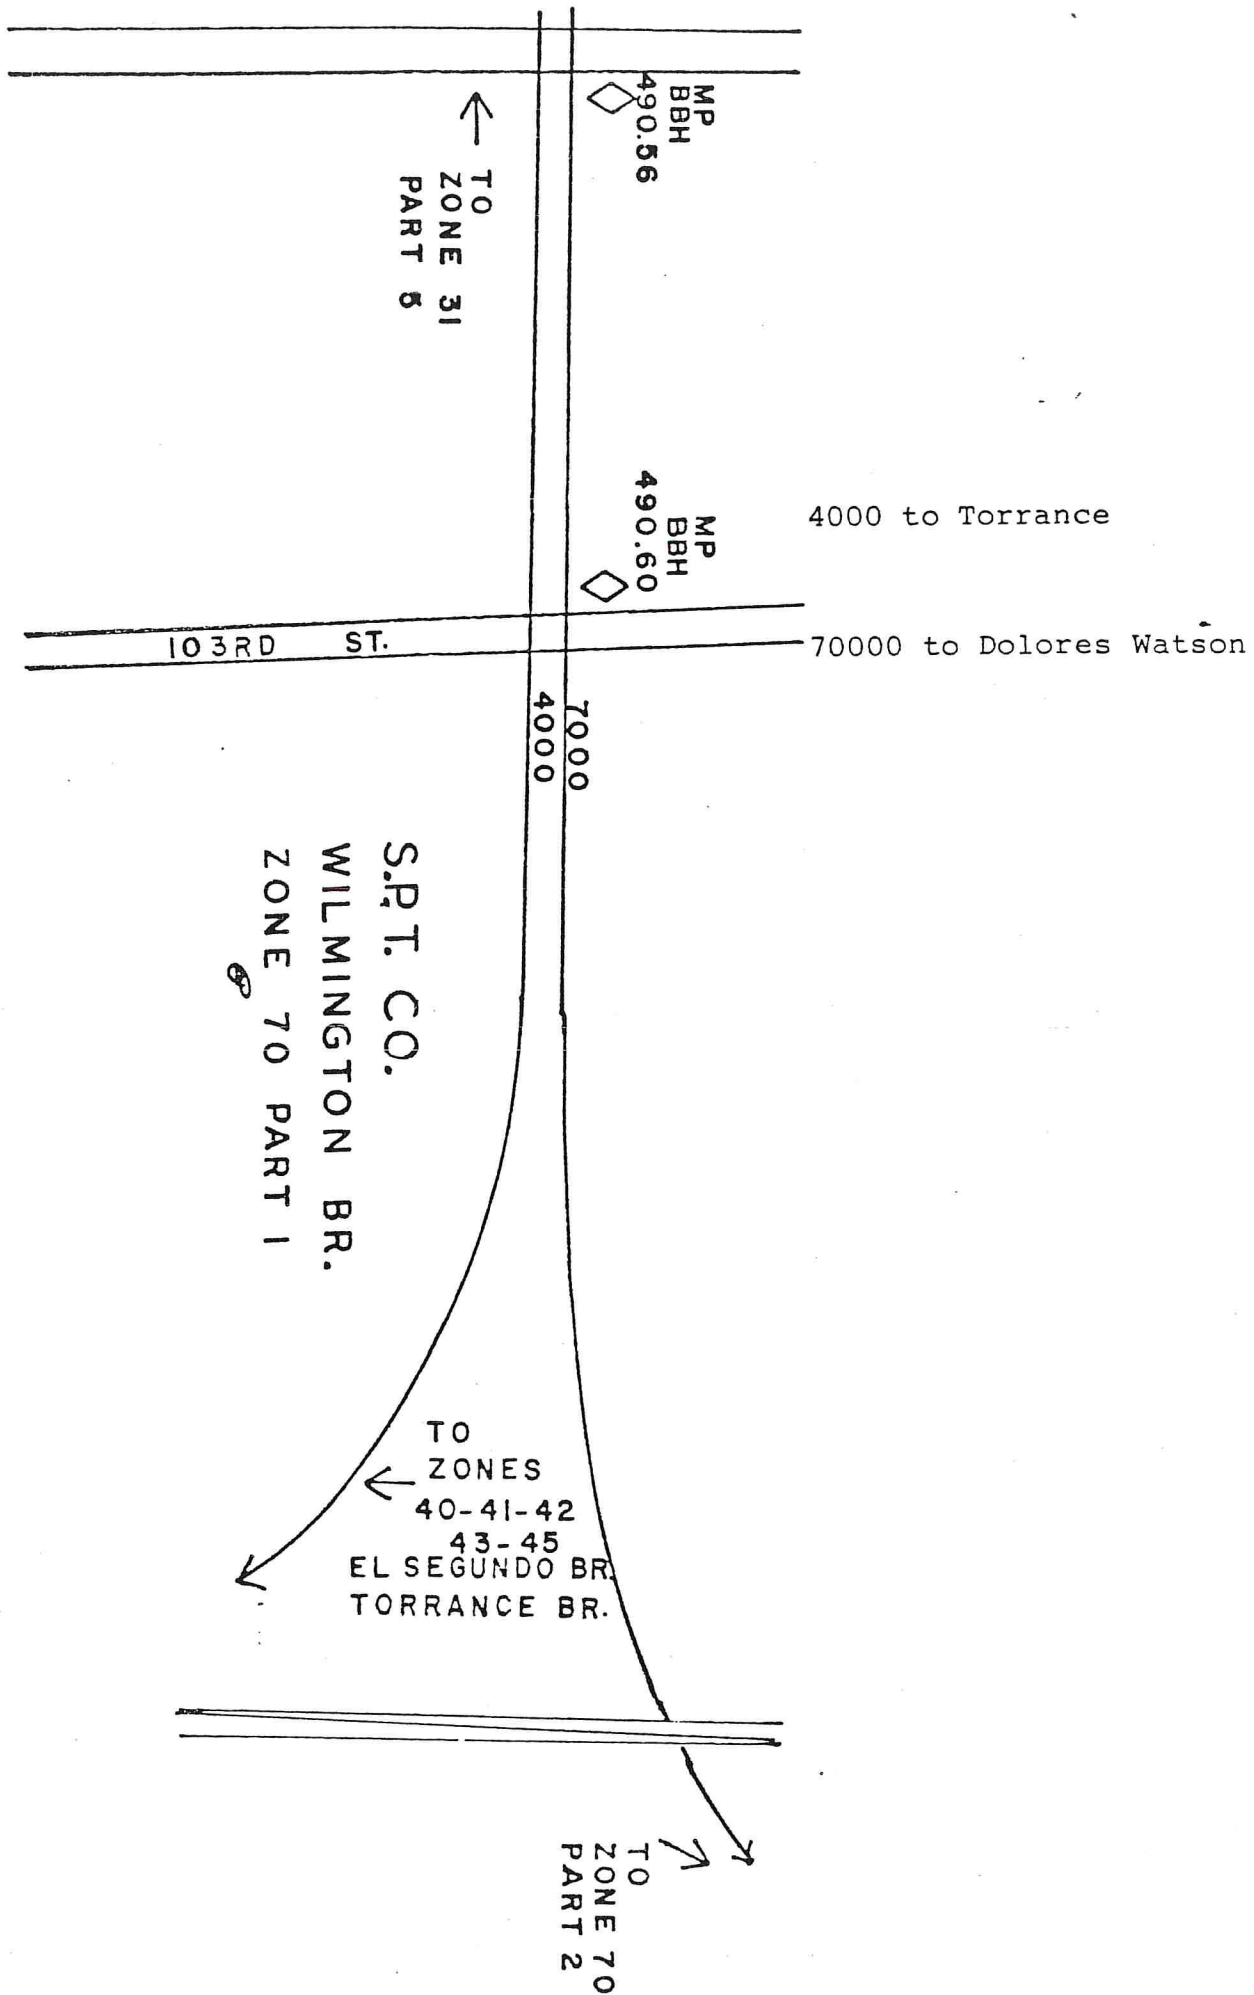 MP
BBH
490.56
TO
ZONE 31
PART 5
MP
BBH
490.60
4000 to Torrance
103RD ST.
70000 to Dolores Watson
7000
4000
S.P.T. CO.
WILMINGTON BR.
ZONE 70 PART 1
TO
ZONES
40-41-42
43-45
EL SEGUNDO BR.
TORRANCE BR.
TO
ZONE 70
PART 2